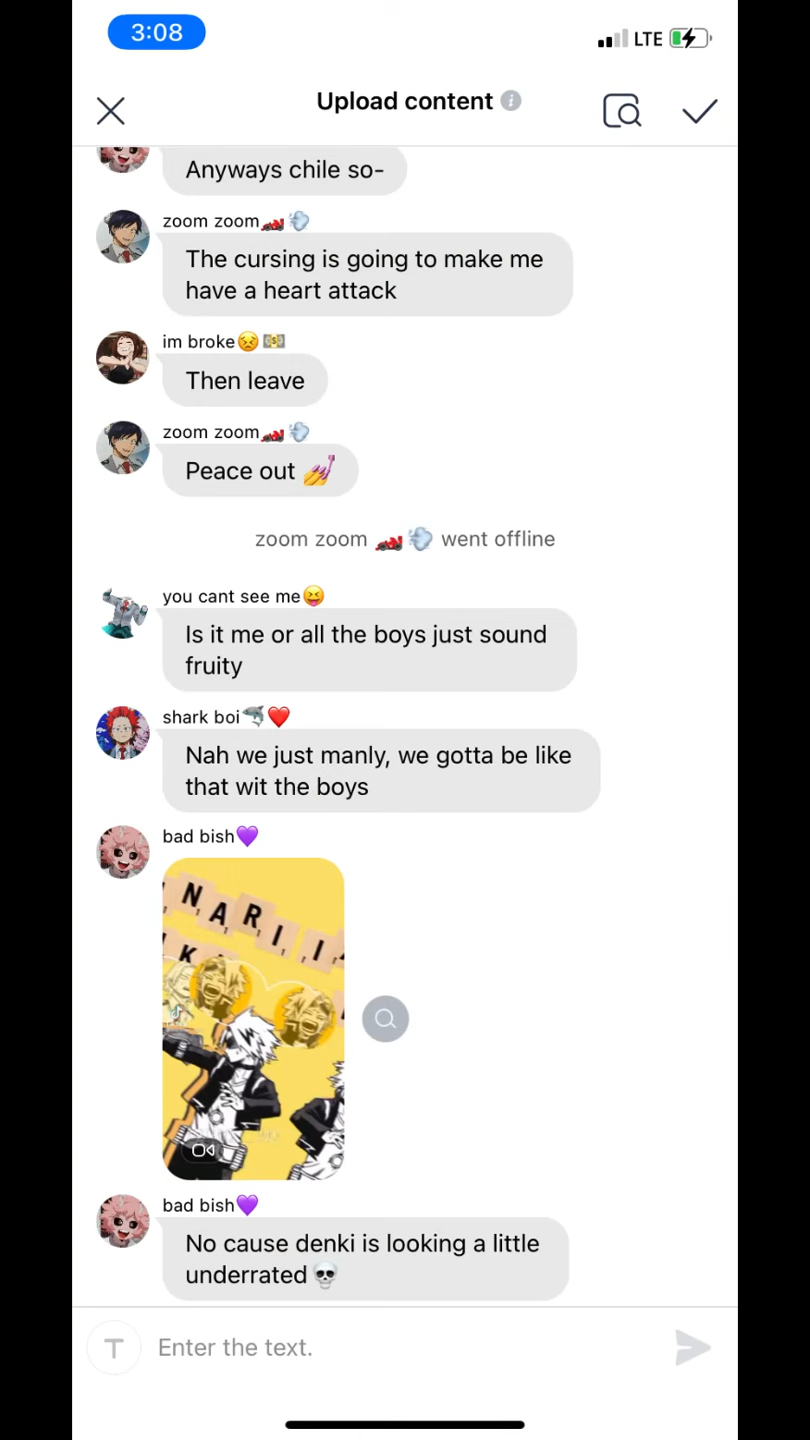 3:08
LTE
Upload content
Anyways chile so-
zoom zoom🏎️💨
The cursing is going to make me
have a heart attack
im broke😣💵
Then leave
zoom zoom🏎️💨
Peace out 💅
zoom zoom 🏎️💨 went offline
you cant see me😝
Is it me or all the boys just sound
fruity
shark boi🦈❤️
Nah we just manly, we gotta be like
that wit the boys
bad bish💜
NARII
K
bad bish💜
No cause denki is looking a little
underrated💀
T
Enter the text.